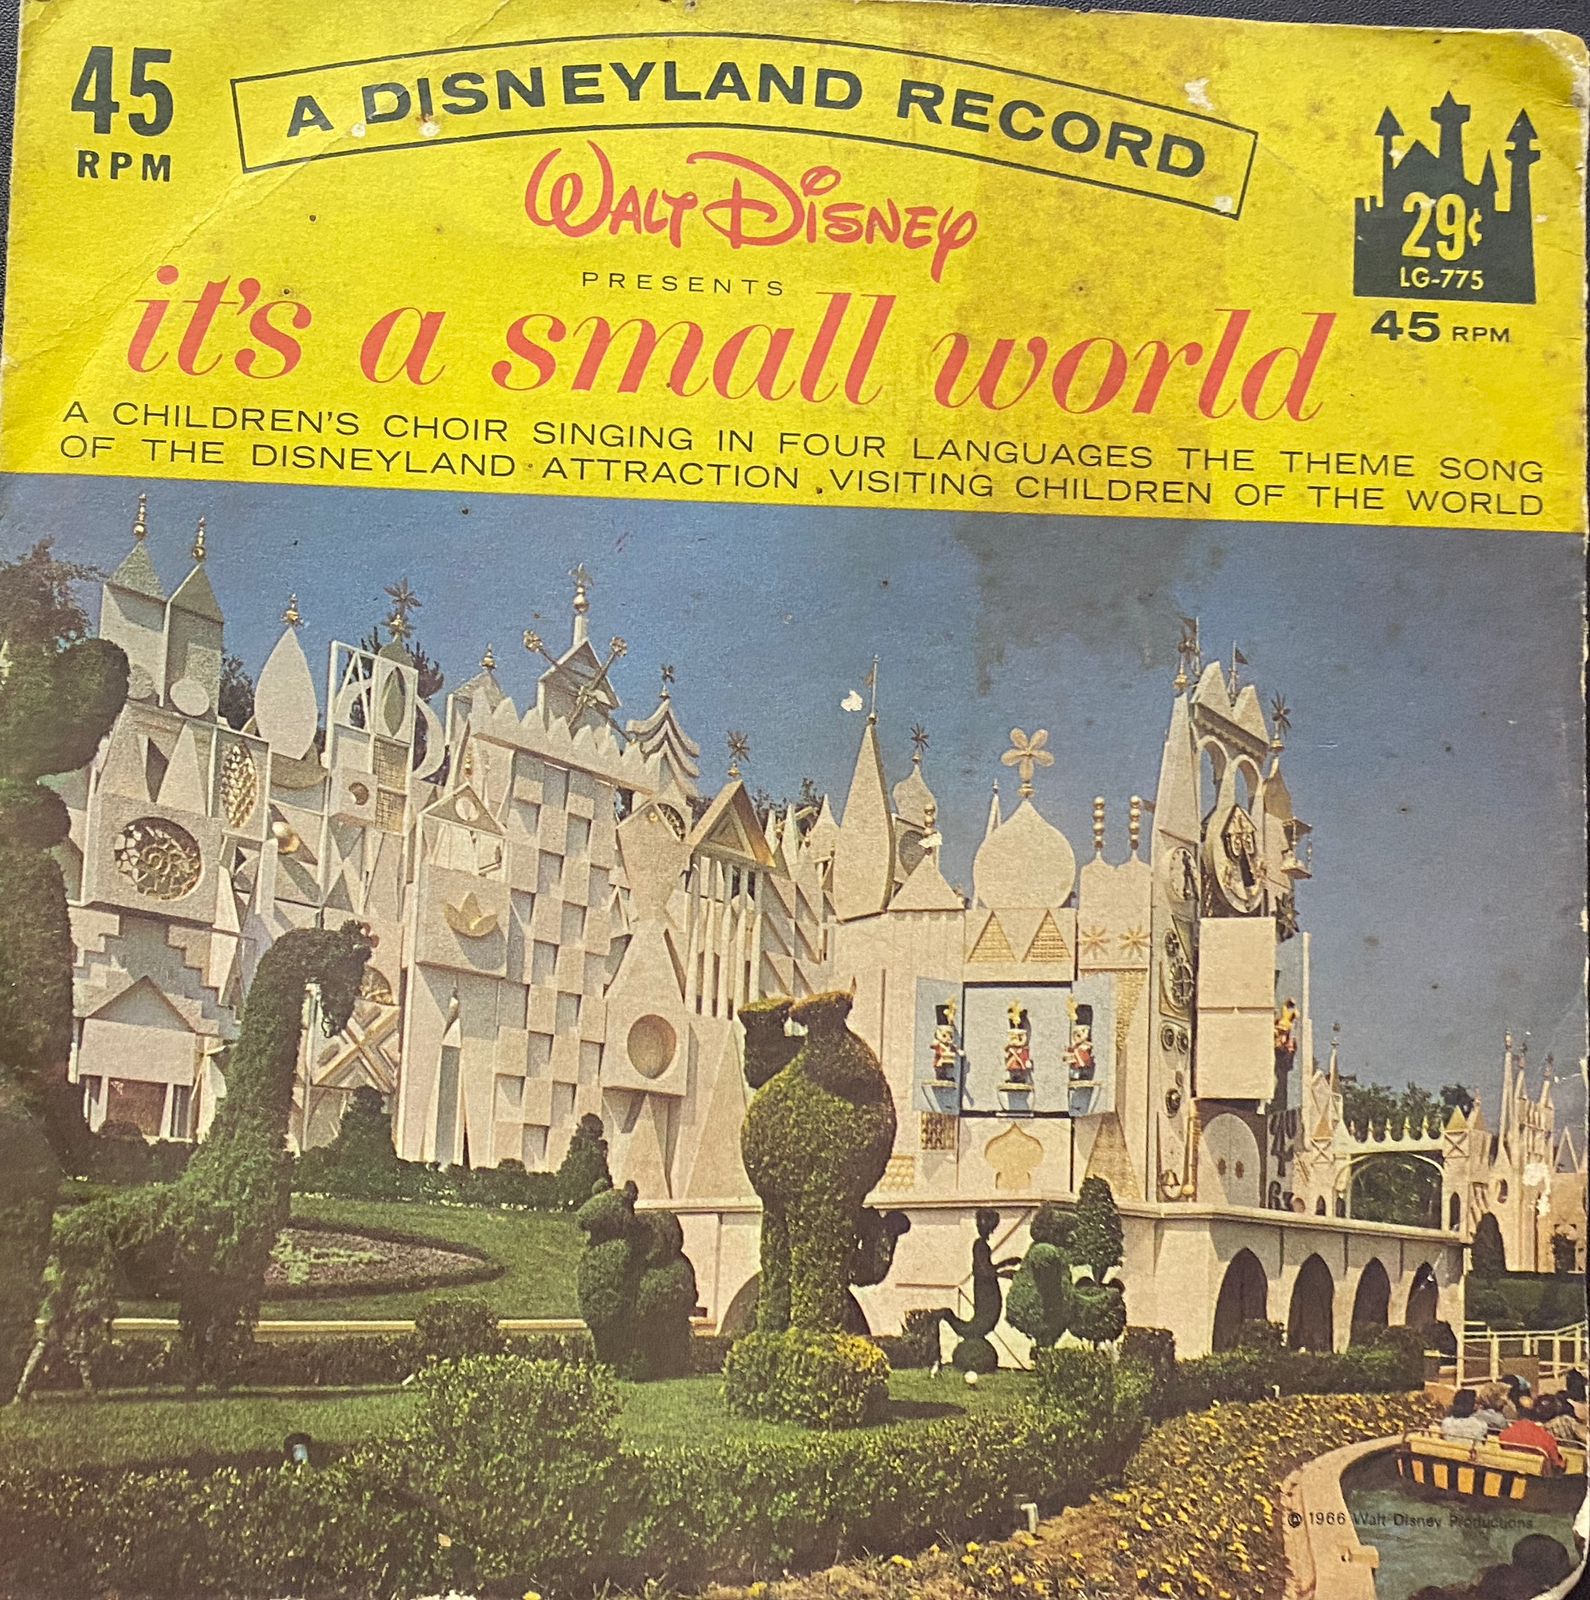 45
RPM
A DISNEYLAND RECORD
WALT DISNEY
PRESENTS
it's a small world
29¢
LG-775
45 RPM
A CHILDREN'S CHOIR SINGING IN FOUR LANGUAGES THE THEME SONG
OF THE DISNEYLAND ATTRACTION VISITING CHILDREN OF THE WORLD
© 1966 Walt Disney Productions